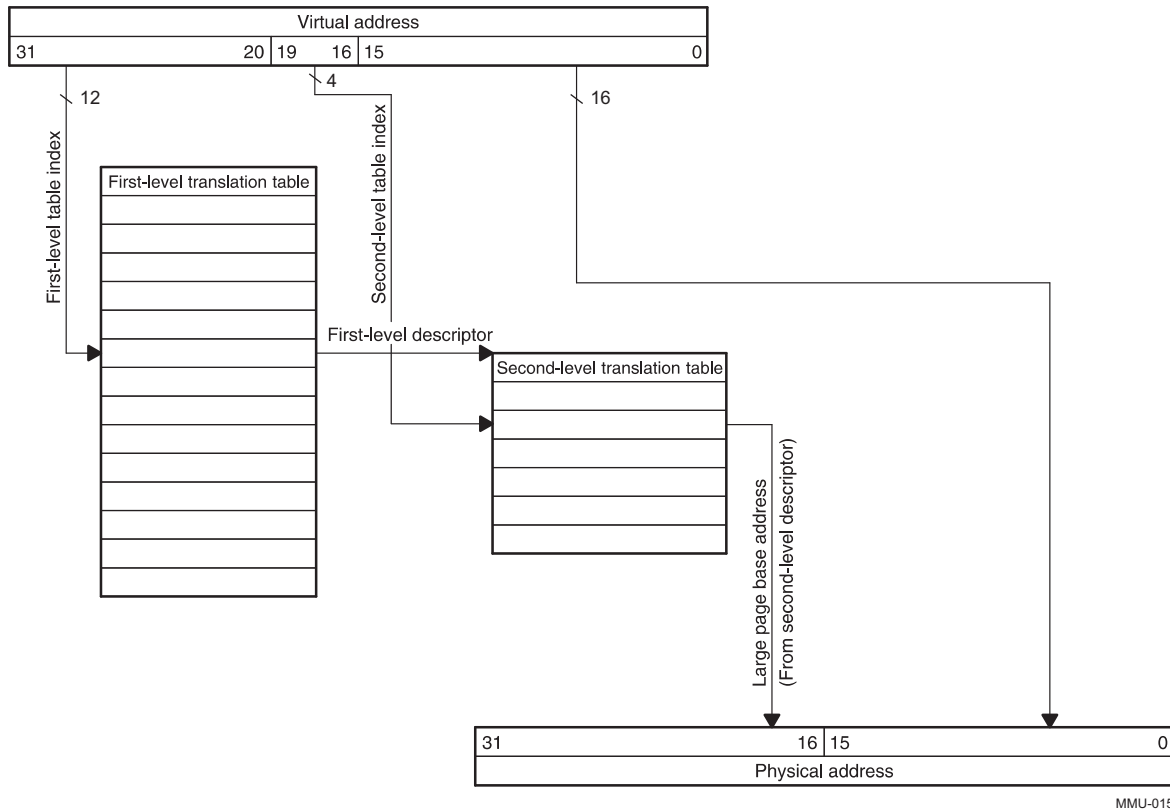 Virtual address
31 20 19 16 15 0
12
4
16
First-level table index
Second-level table index
First-level translation table
First-level descriptor
Second-level translation table
Large page base address
(From second-level descriptor)
31 16 15 0
Physical address
MMU-015